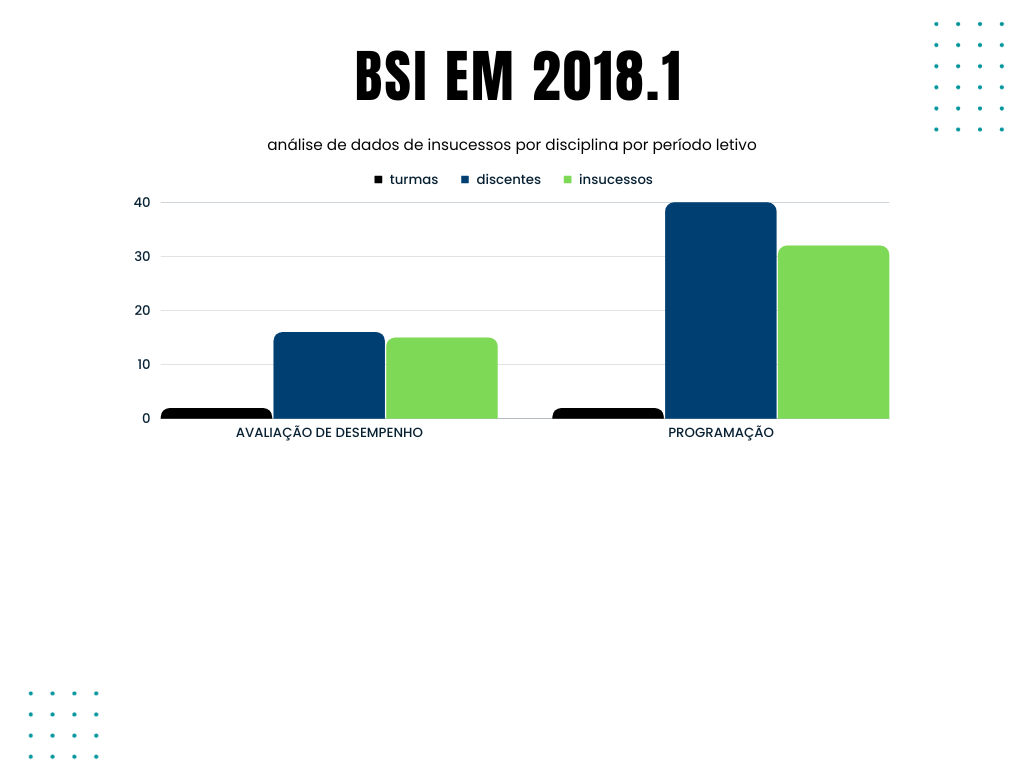 BSI EM 2018.1
análise de dados de insucessos por disciplina por período letivo
turmas discentes insucessos
40
30
20
10
0
AVALIAÇÃO DE DESEMPENHO PROGRAMAÇÃO